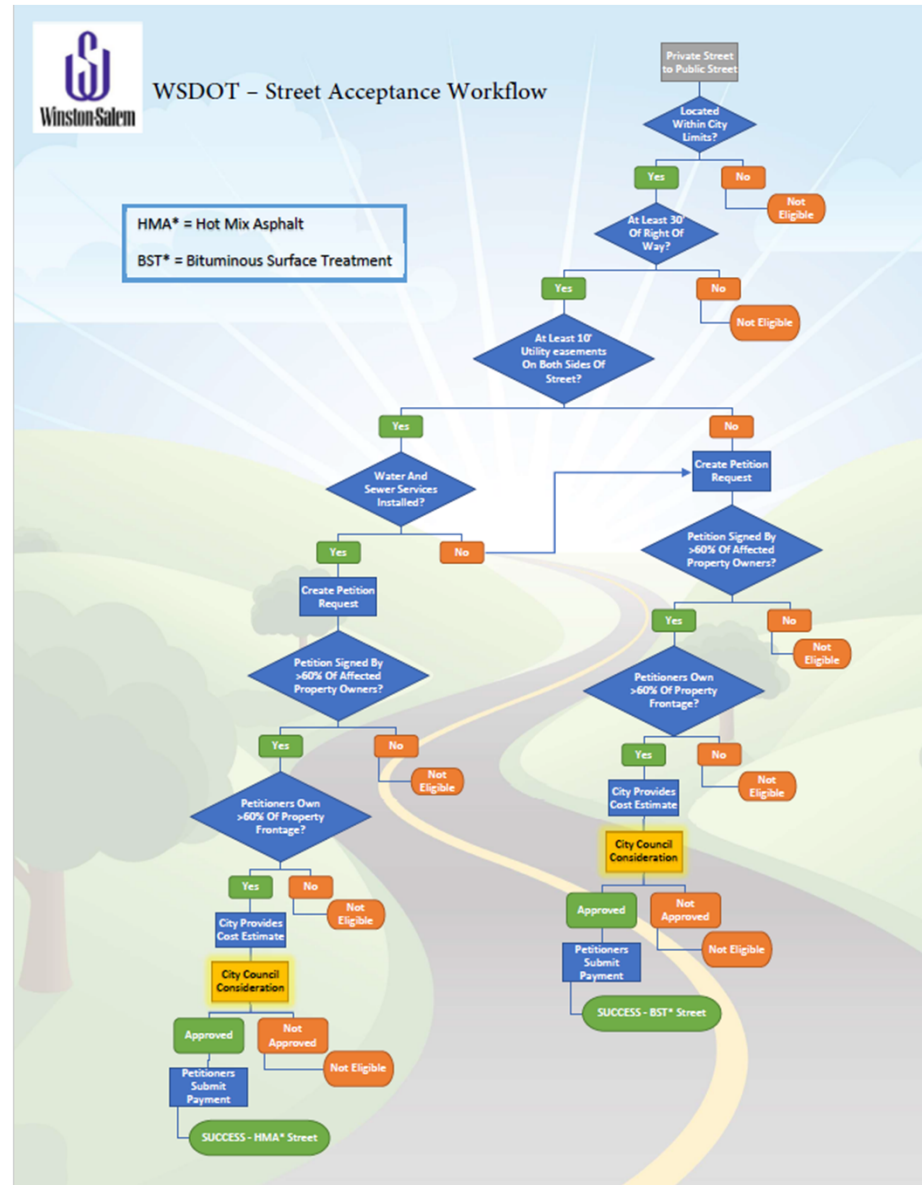 Winston-Salem
WSDOT – Street Acceptance Workflow
HMA* = Hot Mix Asphalt
BST* = Bituminous Surface Treatment
Private Street
to Public Street
Located
Within City
Limits?
Yes
No
Not
Eligible
At Least 30'
Of Right Of
Way?
Yes
No
Not Eligible
At Least 10'
Utility easements
On Both Sides Of
Street?
Yes
No
Water And
Sewer Services
Installed?
Yes
No
Create Petition
Request
Petition Signed By
>60% Of Affected
Property Owners?
Yes
No
Not
Eligible
Petitioners Own
>60% Of Property
Frontage?
Yes
No
Not
Eligible
City Provides
Cost Estimate
City Council
Consideration
Approved
Not
Approved
Not Eligible
Petitioners
Submit
Payment
SUCCESS - HMA* Street
Create Petition
Request
Petition Signed By
>60% Of Affected
Property Owners?
Yes
No
Not
Eligible
Petitioners Own
>60% Of Property
Frontage?
Yes
No
Not
Eligible
City Provides
Cost Estimate
City Council
Consideration
Approved
Not
Approved
Not Eligible
Petitioners
Submit
Payment
SUCCESS - BST* Street